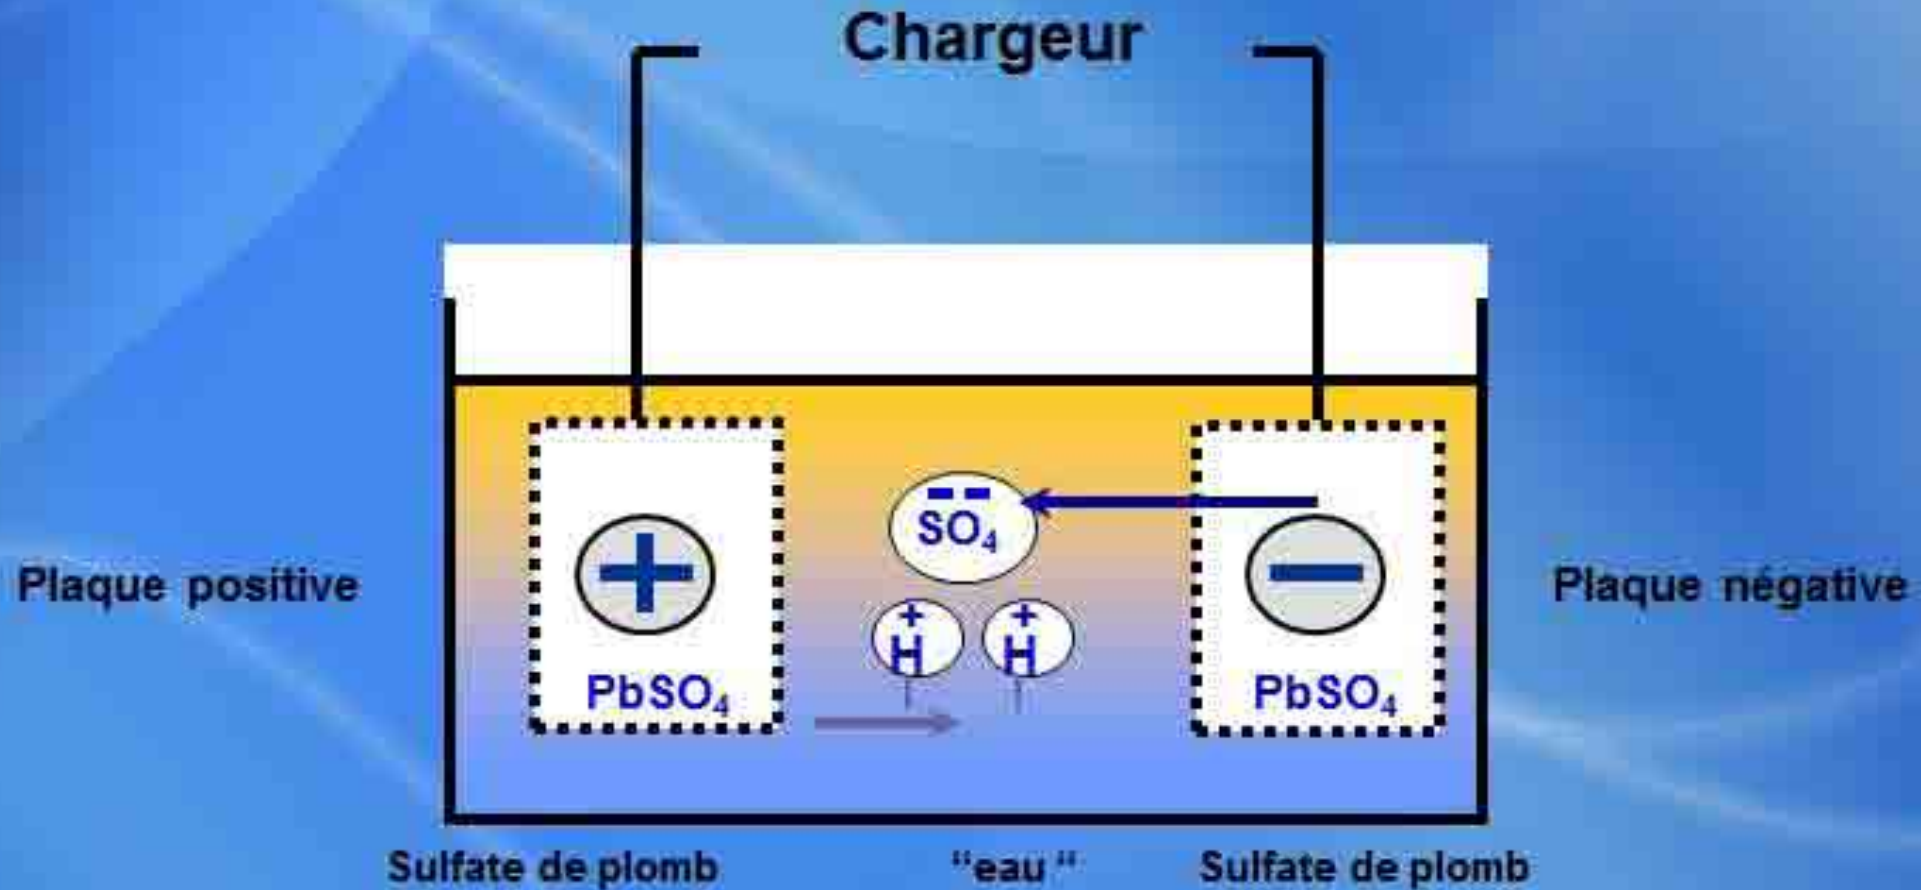 Chargeur
-- 
SO₄
+ +
H H
Plaque positive
+
−
Plaque négative
PbSO₄
PbSO₄
Sulfate de plomb
"eau "
Sulfate de plomb